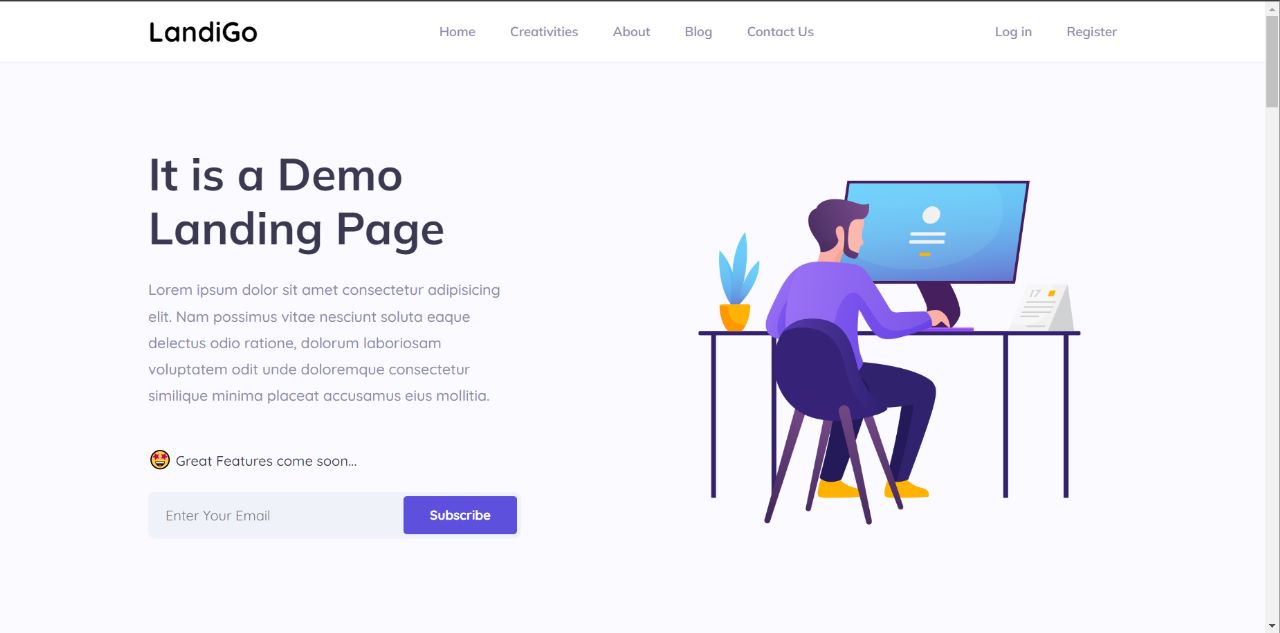 LandiGo
Home Creativities About Blog Contact Us
Log in Register
It is a Demo
Landing Page
Lorem ipsum dolor sit amet consectetur adipisicing
elit. Nam possimus vitae nesciunt soluta eaque
delectus odio ratione, dolorum laboriosam
voluptatem odit unde doloremque consectetur
similique minima placeat accusamus eius mollitia.
🤩 Great Features come soon...
Enter Your Email
Subscribe
17